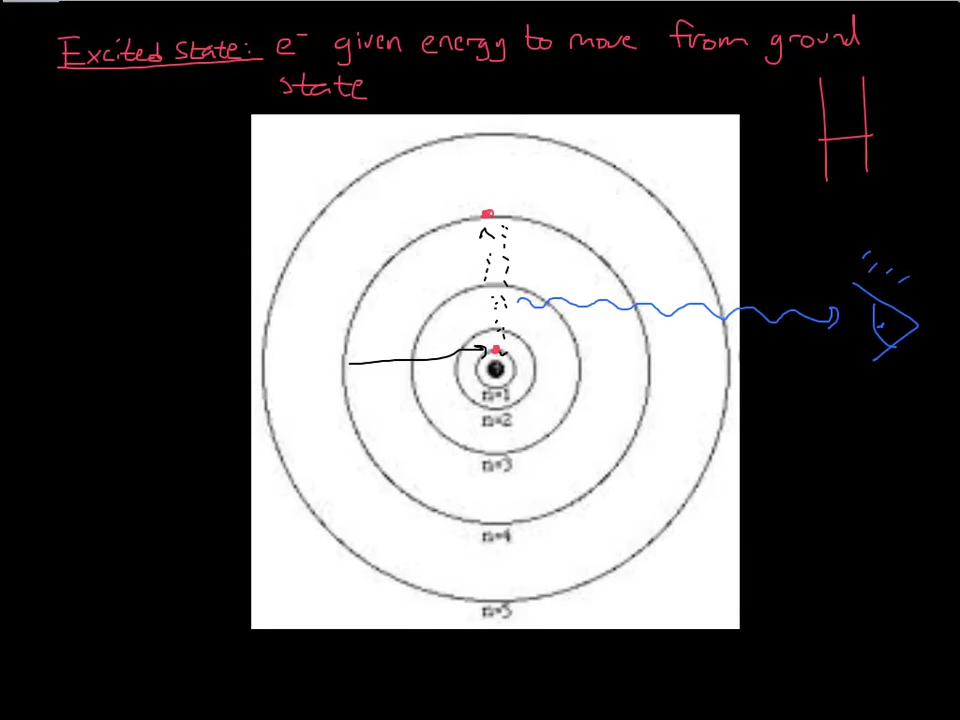 Excited State: e⁻ given energy to move from ground
state
H
n=1
n=2
n=3
n=4
n=5